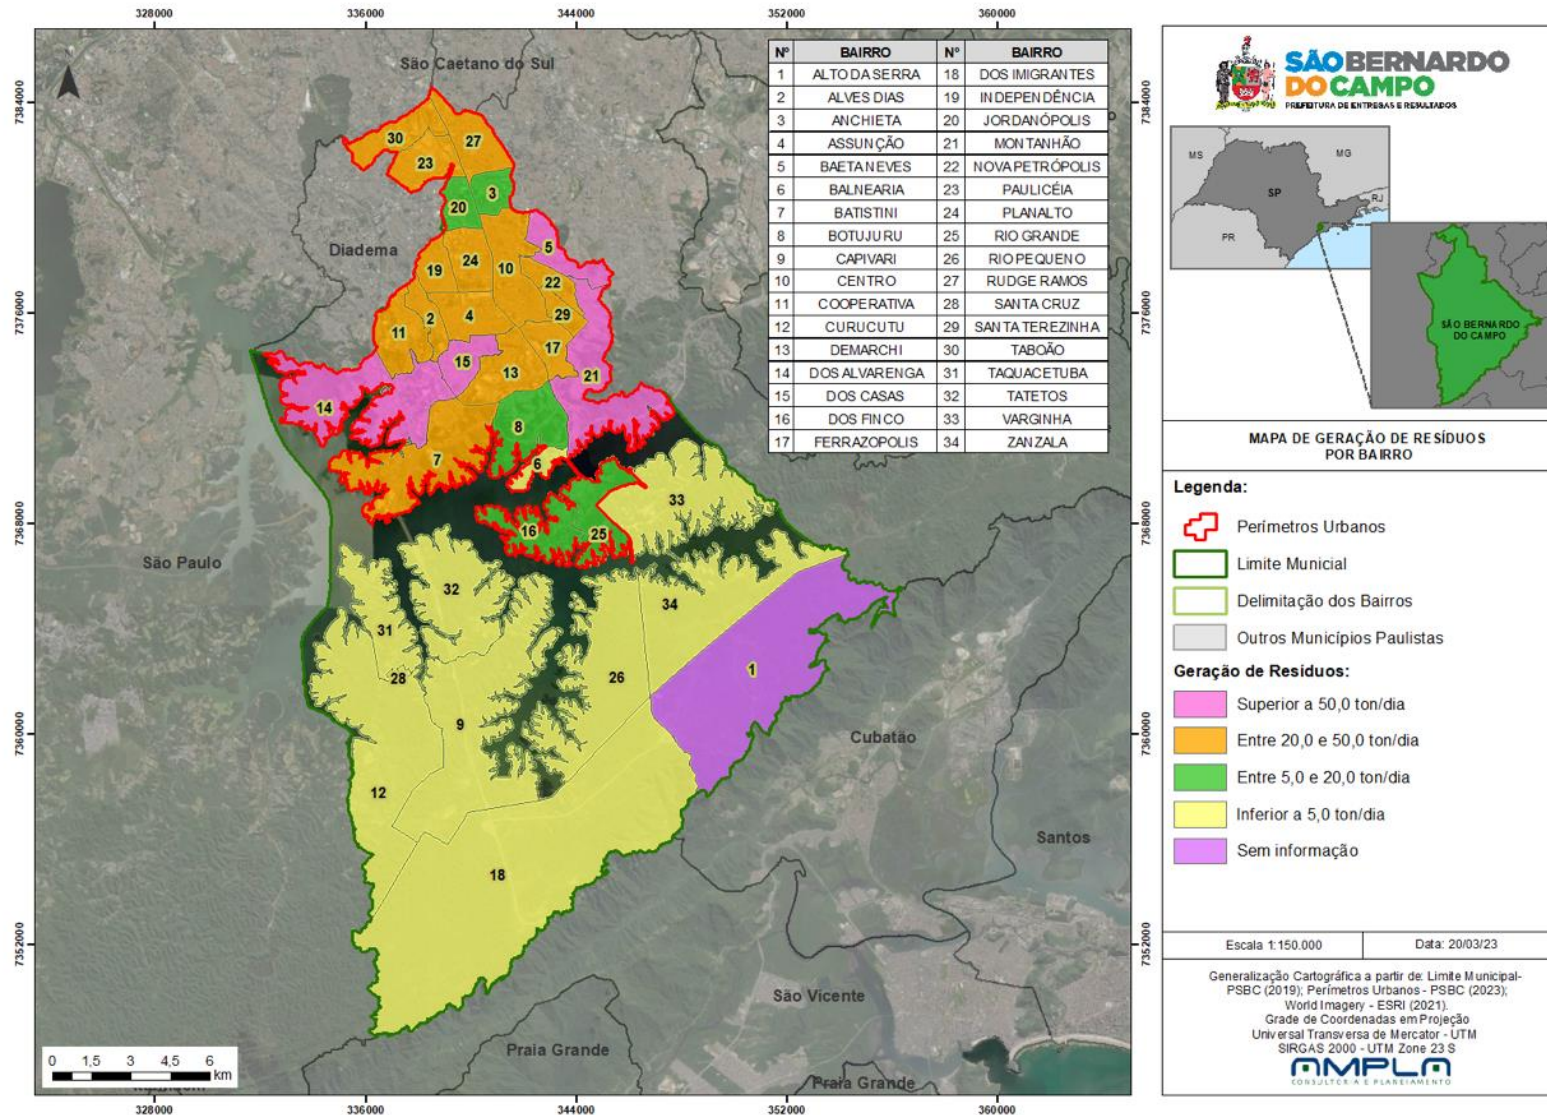 328000 336000 344000 352000 360000
7384000
7376000
7368000
7360000
7352000
São Caetano do Sul
Diadema
São Paulo
Cubatão
Santos
São Vicente
Praia Grande
Praia Grande
30
27
23
3
20
5
19
24
10
22
2
4
29
11
17
15
13
21
14
8
7
6
33
16
25
32
34
31
28
26
1
9
12
18
Nº BAIRRO Nº BAIRRO
1 ALTO DA SERRA 18 DOS IMIGRANTES
2 ALVES DIAS 19 INDEPENDÊNCIA
3 ANCHIETA 20 JORDANÓPOLIS
4 ASSUNÇÃO 21 MONTANHÃO
5 BAETA NEVES 22 NOVA PETRÓPOLIS
6 BALNEARIA 23 PAULICÉIA
7 BATISTINI 24 PLANALTO
8 BOTUJURU 25 RIO GRANDE
9 CAPIVARI 26 RIO PEQUENO
10 CENTRO 27 RUDGE RAMOS
11 COOPERATIVA 28 SANTA CRUZ
12 CURUCUTU 29 SANTA TEREZINHA
13 DEMARCHI 30 TABOÃO
14 DOS ALVARENGA 31 TAQUACETUBA
15 DOS CASAS 32 TATETOS
16 DOS FINCO 33 VARGINHA
17 FERRAZOPOLIS 34 ZANZALA
0 1,5 3 4,5 6
km
328000 336000 344000 352000 360000
7384000
7376000
7368000
7360000
7352000
SÃO BERNARDO
DO CAMPO
PREFEITURA DE ENTREGAS E RESULTADOS
MS
MG
SP
RJ
PR
SÃO BERNARDO
DO CAMPO
MAPA DE GERAÇÃO DE RESÍDUOS
POR BAIRRO
Legenda:
Perímetros Urbanos
Limite Municial
Delimitação dos Bairros
Outros Municípios Paulistas
Geração de Resíduos:
Superior a 50,0 ton/dia
Entre 20,0 e 50,0 ton/dia
Entre 5,0 e 20,0 ton/dia
Inferior a 5,0 ton/dia
Sem informação
Escala 1:150.000 Data: 20/03/23
Generalização Cartográfica a partir de: Limite Municipal-
PSBC (2019); Perímetros Urbanos - PSBC (2023);
World Imagery - ESRI (2021).
Grade de Coordenadas em Projeção
Universal Transversa de Mercator - UTM
SIRGAS 2000 - UTM Zone 23 S
AMPLA
CONSULTORIA E PLANEJAMENTO